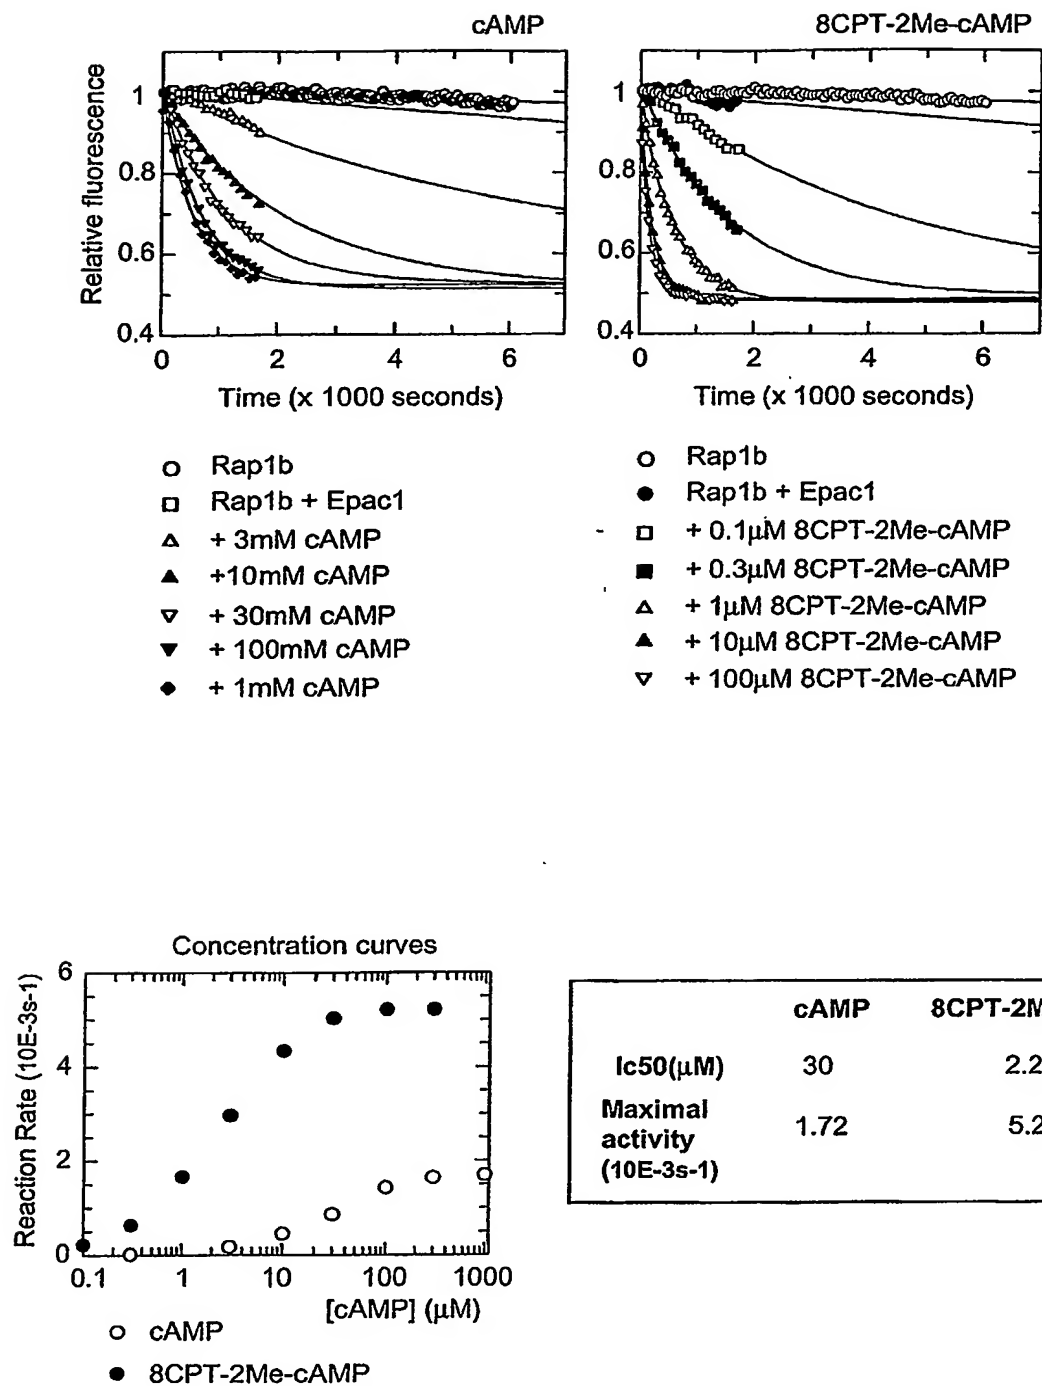 cAMP
8CPT-2Me-cAMP
Relative fluorescence
1
0.8
0.6
0.4
0 2 4 6
Time (x 1000 seconds)
1
0.8
0.6
0.4
0 2 4 6
Time (x 1000 seconds)
Rap1b
Rap1b + Epac1
+ 3mM cAMP
+10mM cAMP
+ 30mM cAMP
+ 100mM cAMP
+ 1mM cAMP
Rap1b
Rap1b + Epac1
+ 0.1μM 8CPT-2Me-cAMP
+ 0.3μM 8CPT-2Me-cAMP
+ 1μM 8CPT-2Me-cAMP
+ 10μM 8CPT-2Me-cAMP
+ 100μM 8CPT-2Me-cAMP
Concentration curves
Reaction Rate (10E-3s-1)
6
4
2
0
0.1 1 10 100 1000
[cAMP] (μM)
cAMP
8CPT-2Me-cAMP
cAMP 8CPT-2M
Ic50(μM) 30 2.2
Maximal
activity 1.72 5.2
(10E-3s-1)